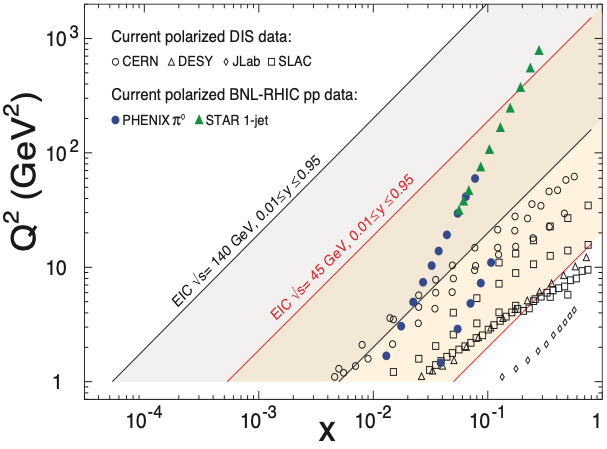 Current polarized DIS data:
CERN DESY JLab SLAC
Current polarized BNL-RHIC pp data:
PHENIX π⁰ STAR 1-jet
EIC √s= 140 GeV, 0.01≤y≤0.95
EIC √s= 45 GeV, 0.01≤y≤0.95
Q² (GeV²)
10³
10²
10
1
10⁻⁴ 10⁻³ 10⁻² 10⁻¹ 1
x